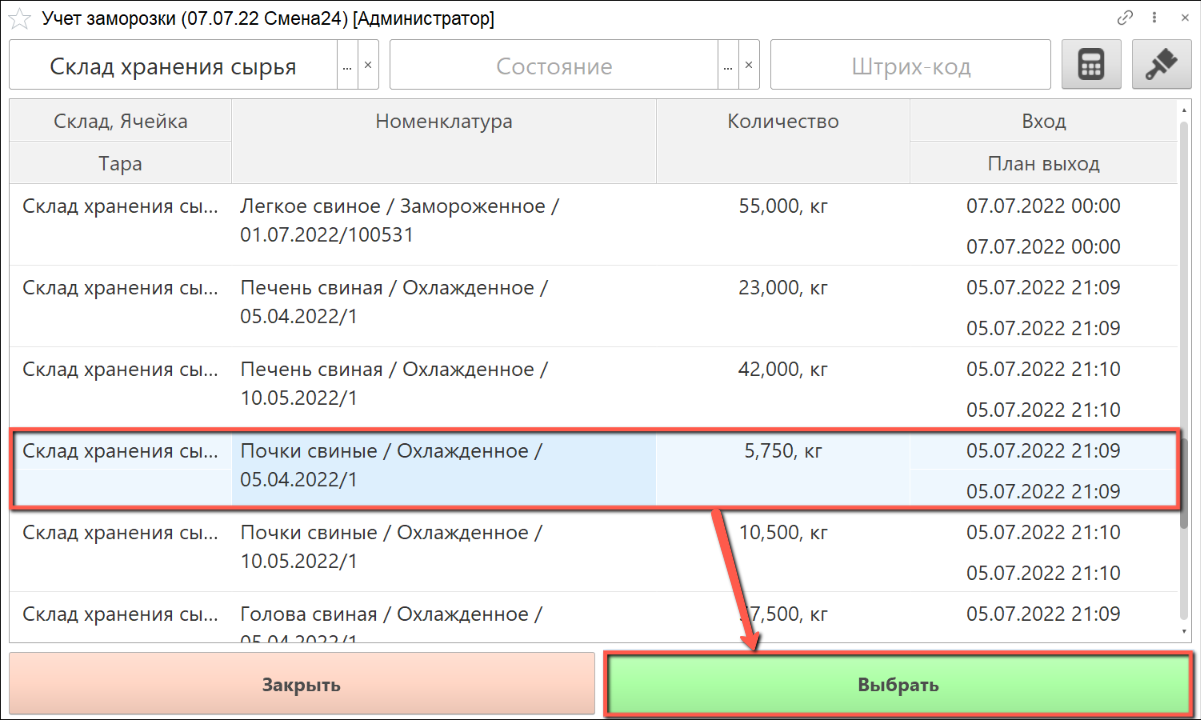 Учет заморозки (07.07.22 Смена24) [Администратор]
Склад хранения сырья ... × Состояние ... × Штрих-код
Склад, Ячейка Номенклатура Количество Вход
Тара План выход
Склад хранения сы... Легкое свиное / Замороженное / 55,000, кг 07.07.2022 00:00
01.07.2022/100531 07.07.2022 00:00
Склад хранения сы... Печень свиная / Охлажденное / 23,000, кг 05.07.2022 21:09
05.04.2022/1 05.07.2022 21:09
Склад хранения сы... Печень свиная / Охлажденное / 42,000, кг 05.07.2022 21:10
10.05.2022/1 05.07.2022 21:10
Склад хранения сы... Почки свиные / Охлажденное / 5,750, кг 05.07.2022 21:09
05.04.2022/1 05.07.2022 21:09
Склад хранения сы... Почки свиные / Охлажденное / 10,500, кг 05.07.2022 21:10
10.05.2022/1 05.07.2022 21:10
Склад хранения сы... Голова свиная / Охлажденное / 7,500, кг 05.07.2022 21:09
05.04.2022/1
Закрыть Выбрать